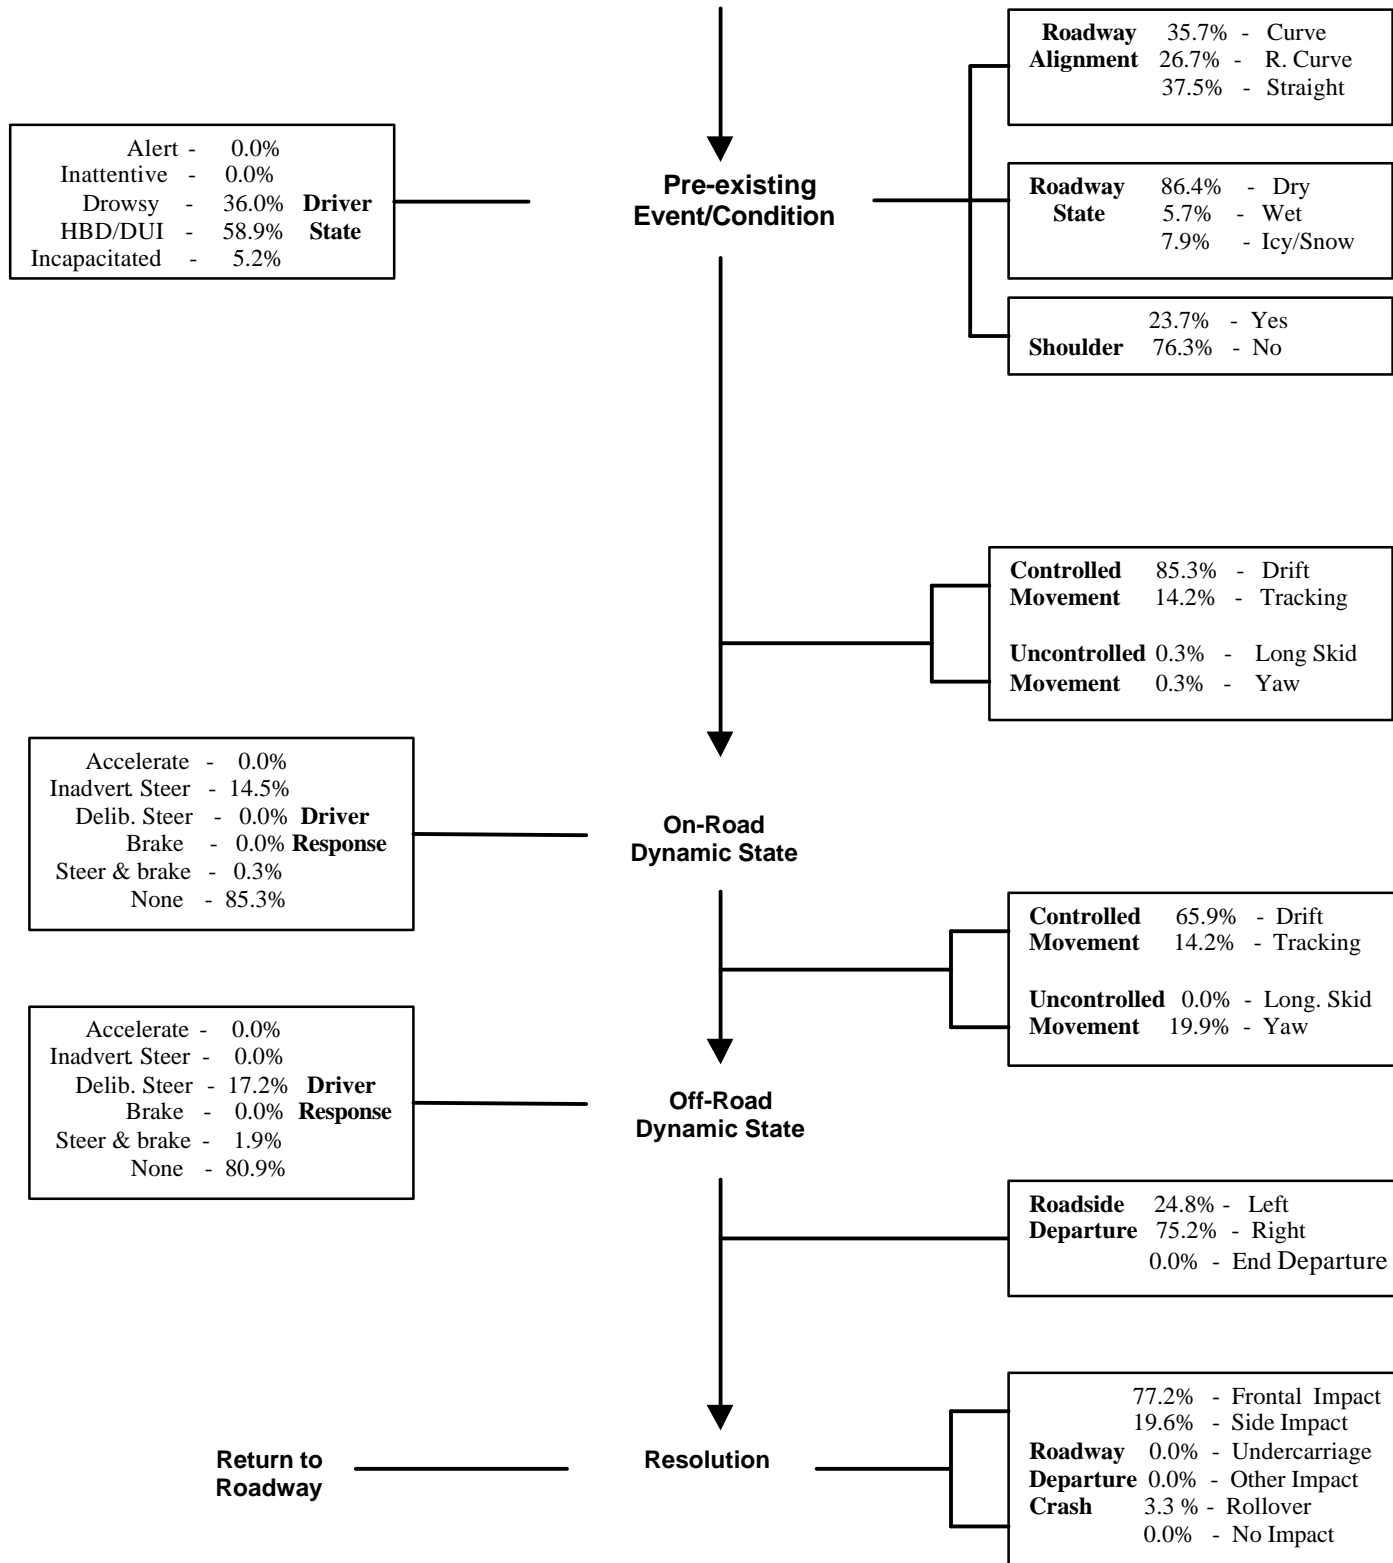 Roadway 35.7% - Curve
Alignment 26.7% - R. Curve
37.5% - Straight
Alert - 0.0%
Inattentive - 0.0%
Drowsy - 36.0% Driver
HBD/DUI - 58.9% State
Incapacitated - 5.2%
Pre-existing
Event/Condition
Roadway 86.4% - Dry
State 5.7% - Wet
7.9% - Icy/Snow
23.7% - Yes
Shoulder 76.3% - No
Controlled 85.3% - Drift
Movement 14.2% - Tracking
Uncontrolled 0.3% - Long Skid
Movement 0.3% - Yaw
Accelerate - 0.0%
Inadvert. Steer - 14.5%
Delib. Steer - 0.0% Driver
Brake - 0.0% Response
Steer & brake - 0.3%
None - 85.3%
On-Road
Dynamic State
Controlled 65.9% - Drift
Movement 14.2% - Tracking
Uncontrolled 0.0% - Long. Skid
Movement 19.9% - Yaw
Accelerate - 0.0%
Inadvert. Steer - 0.0%
Delib. Steer - 17.2% Driver
Brake - 0.0% Response
Steer & brake - 1.9%
None - 80.9%
Off-Road
Dynamic State
Roadside 24.8% - Left
Departure 75.2% - Right
0.0% - End Departure
Return to
Roadway
Resolution
77.2% - Frontal Impact
19.6% - Side Impact
Roadway 0.0% - Undercarriage
Departure 0.0% - Other Impact
Crash 3.3 % - Rollover
0.0% - No Impact